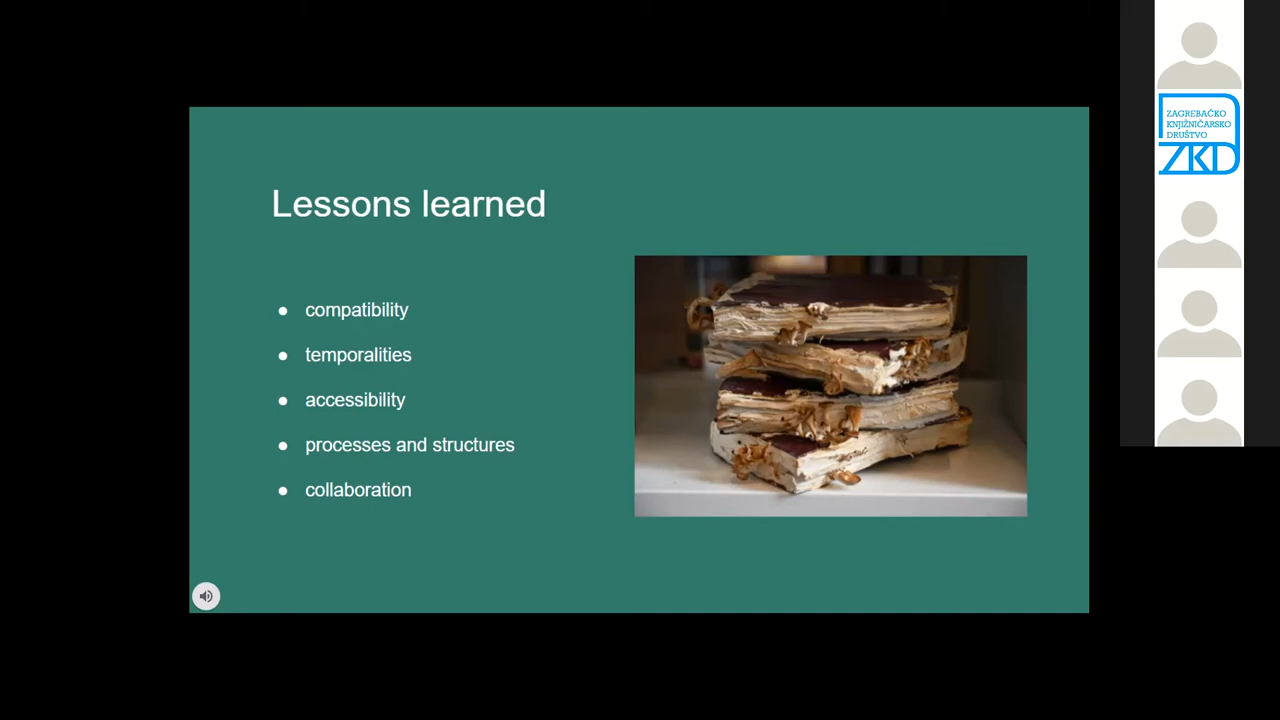 Lessons learned
compatibility
temporalities
accessibility
processes and structures
collaboration
ZAGREBAČKO
KNJIŽNIČARSKO
DRUŠTVO
ZKD